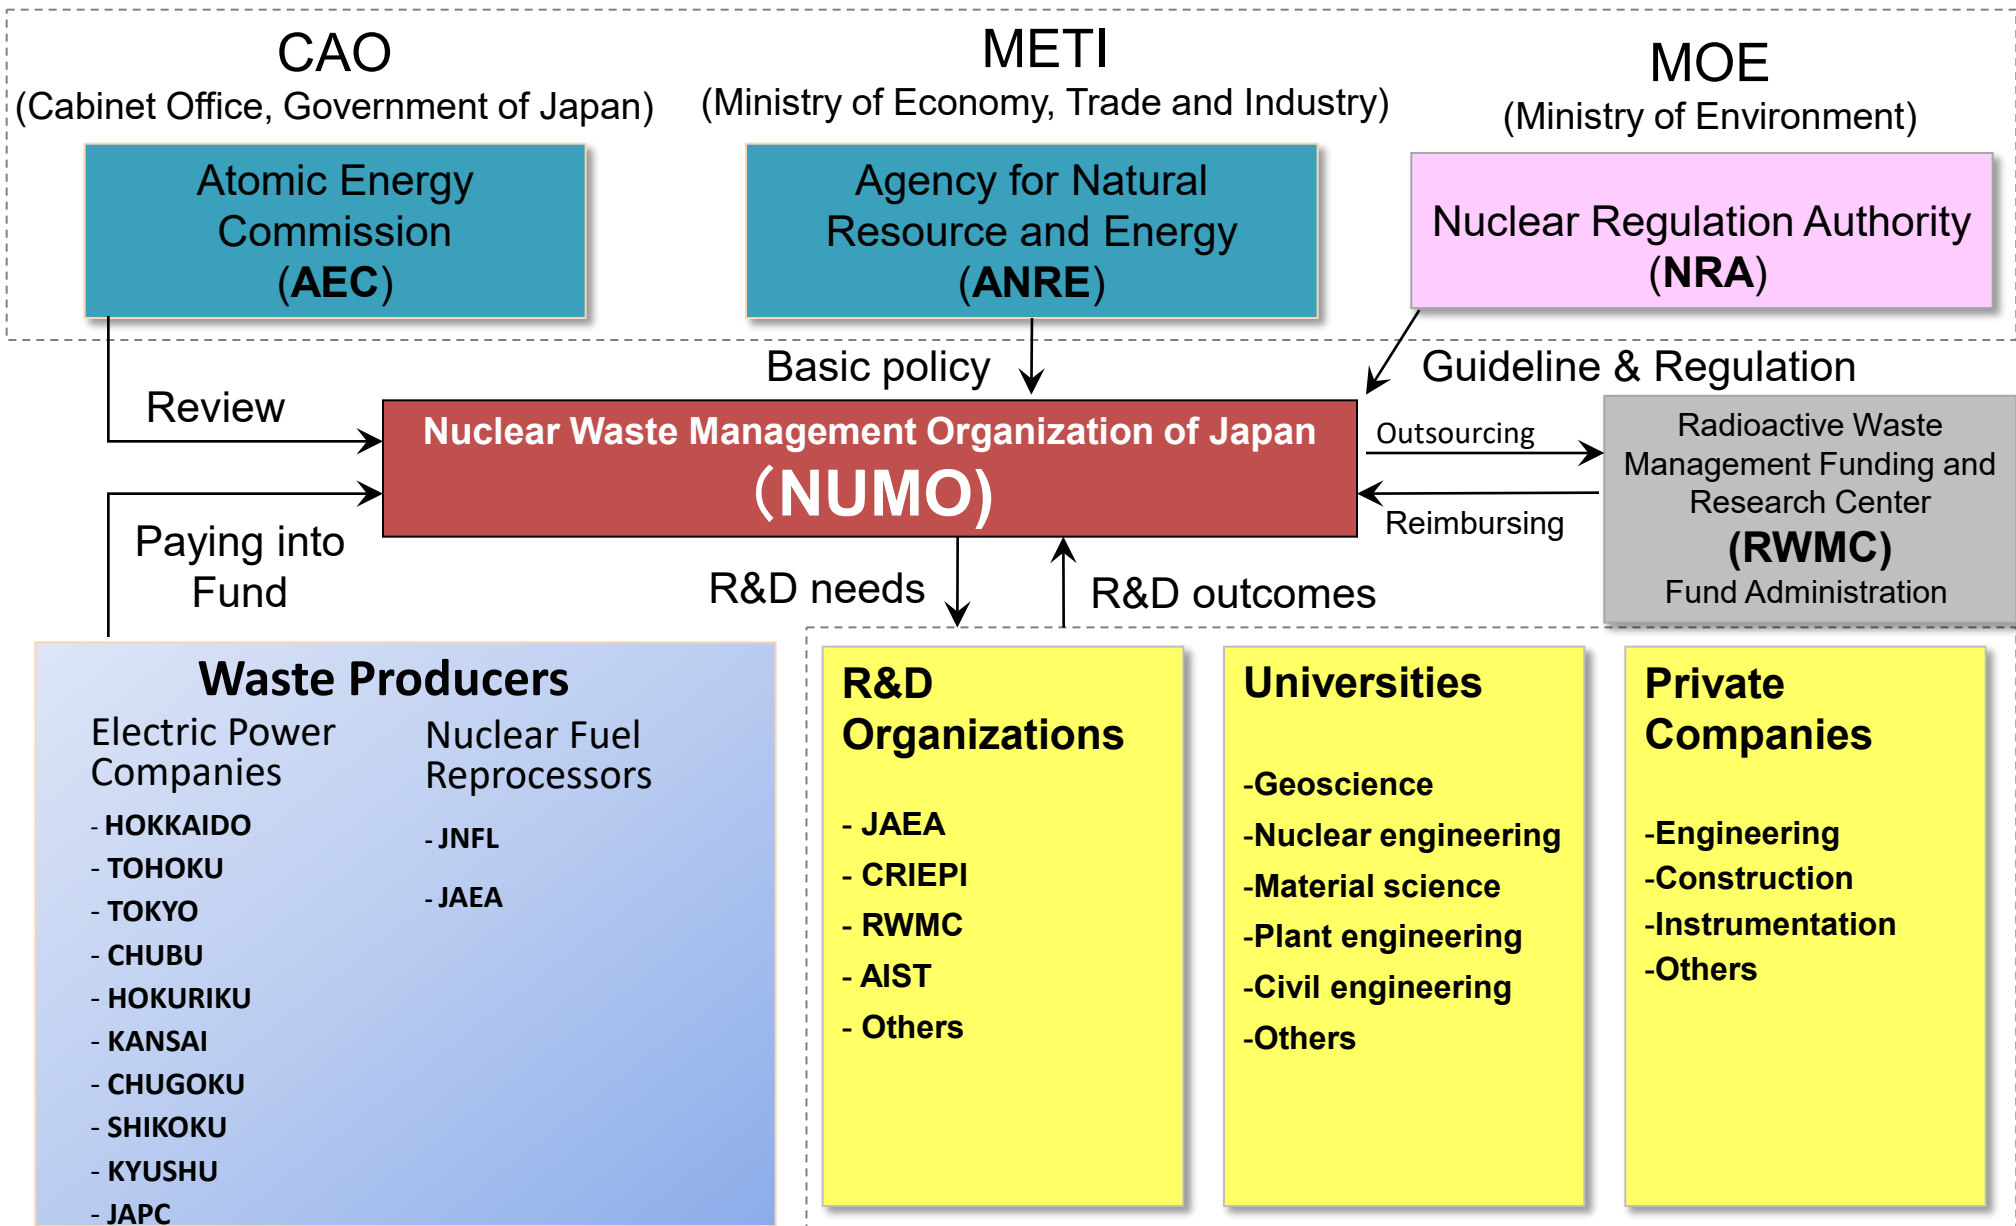 CAO
(Cabinet Office, Government of Japan)
METI
(Ministry of Economy, Trade and Industry)
MOE
(Ministry of Environment)
Atomic Energy
Commission
(AEC)
Agency for Natural
Resource and Energy
(ANRE)
Nuclear Regulation Authority
(NRA)
Review
Basic policy
Guideline & Regulation
Nuclear Waste Management Organization of Japan
（NUMO)
Outsourcing
Reimbursing
Radioactive Waste
Management Funding and
Research Center
(RWMC)
Fund Administration
Paying into
Fund
R&D needs
R&D outcomes
Waste Producers
Electric Power
Companies
- HOKKAIDO
- TOHOKU
- TOKYO
- CHUBU
- HOKURIKU
- KANSAI
- CHUGOKU
- SHIKOKU
- KYUSHU
- JAPC
Nuclear Fuel
Reprocessors
- JNFL
- JAEA
R&D
Organizations
- JAEA
- CRIEPI
- RWMC
- AIST
- Others
Universities
-Geoscience
-Nuclear engineering
-Material science
-Plant engineering
-Civil engineering
-Others
Private
Companies
-Engineering
-Construction
-Instrumentation
-Others